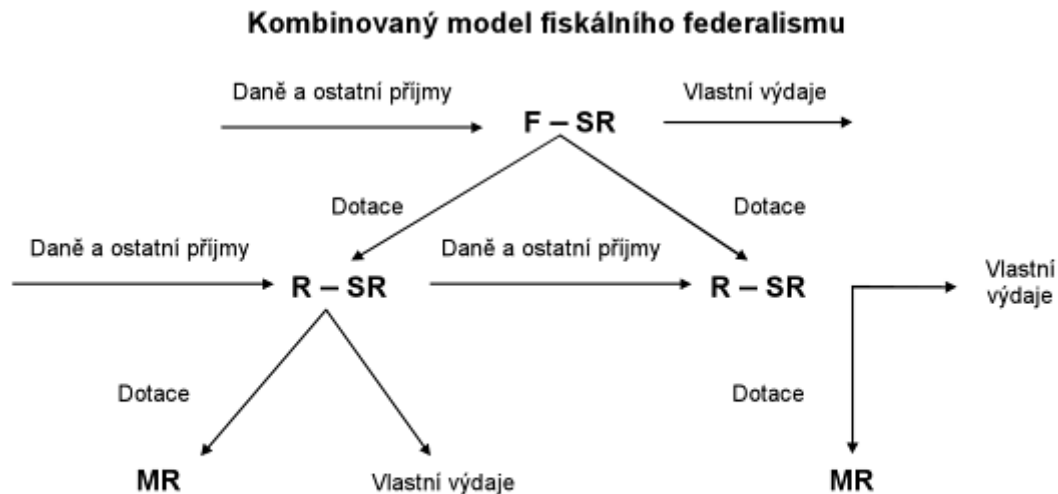 Kombinovaný model fiskálního federalismu
Daně a ostatní příjmy
Vlastní výdaje
F – SR
Dotace
Dotace
Daně a ostatní příjmy
Daně a ostatní příjmy
Vlastní
výdaje
R – SR
R – SR
Dotace
Dotace
MR
Vlastní výdaje
MR